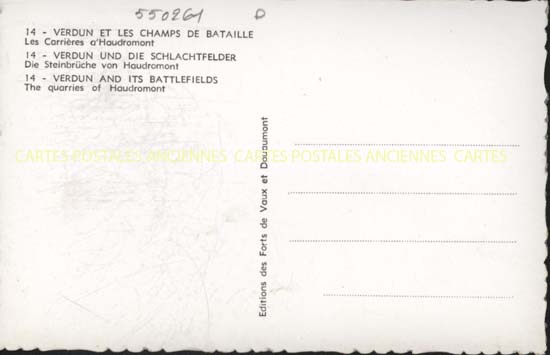 550261 D
14 - VERDUN ET LES CHAMPS DE BATAILLE
Les Carrières d'Haudromont
14 - VERDUN UND DIE SCHLACHTFELDER
Die Steinbrüche von Haudromont
14 - VERDUN AND ITS BATTLEFIELDS
The quarries of Haudromont
CARTES POSTALES ANCIENNES CARTES POSTALES ANCIENNES CARTES
Editions des Forts de Vaux et Douaumont